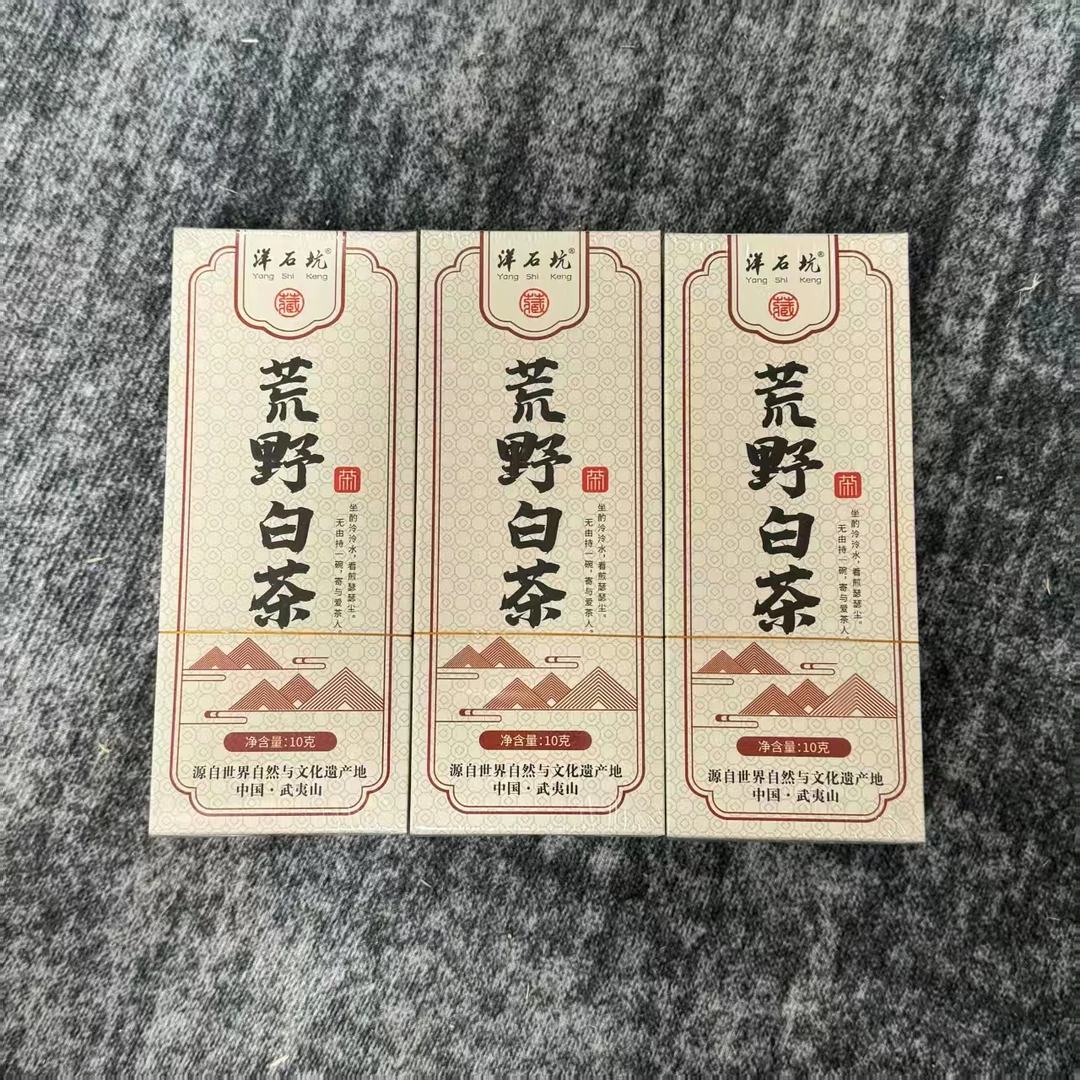 洋石坑®
Yang Shi Keng
藏
荒野白茶
茶
坐酌泠泠水，看煎瑟瑟尘。
无由持一碗，寄与爱茶人。
净含量：10克
源自世界自然与文化遗产地
中国·武夷山
洋石坑®
Yang Shi Keng
藏
荒野白茶
茶
坐酌泠泠水，看煎瑟瑟尘。
无由持一碗，寄与爱茶人。
净含量：10克
源自世界自然与文化遗产地
中国·武夷山
洋石坑®
Yang Shi Keng
藏
荒野白茶
茶
坐酌泠泠水，看煎瑟瑟尘。
无由持一碗，寄与爱茶人。
净含量：10克
源自世界自然与文化遗产地
中国·武夷山